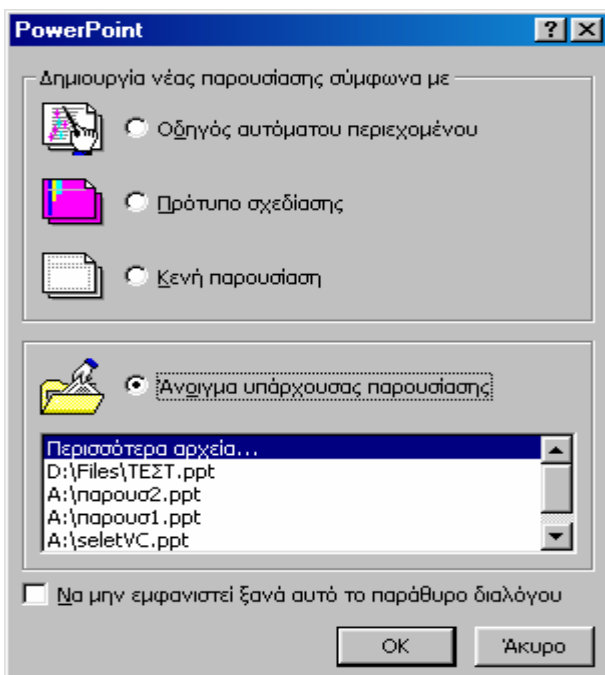 PowerPoint
Δημιουργία νέας παρουσίασης σύμφωνα με
Οδηγός αυτόματου περιεχομένου
Πρότυπο σχεδίασης
Κενή παρουσίαση
Άνοιγμα υπάρχουσας παρουσίασης
Περισσότερα αρχεία...
D:\Files\ΤΕΣΤ.ppt
A:\παρουσ2.ppt
A:\παρουσ1.ppt
A:\seletVC.ppt
Να μην εμφανιστεί ξανά αυτό το παράθυρο διαλόγου
OK
Άκυρο